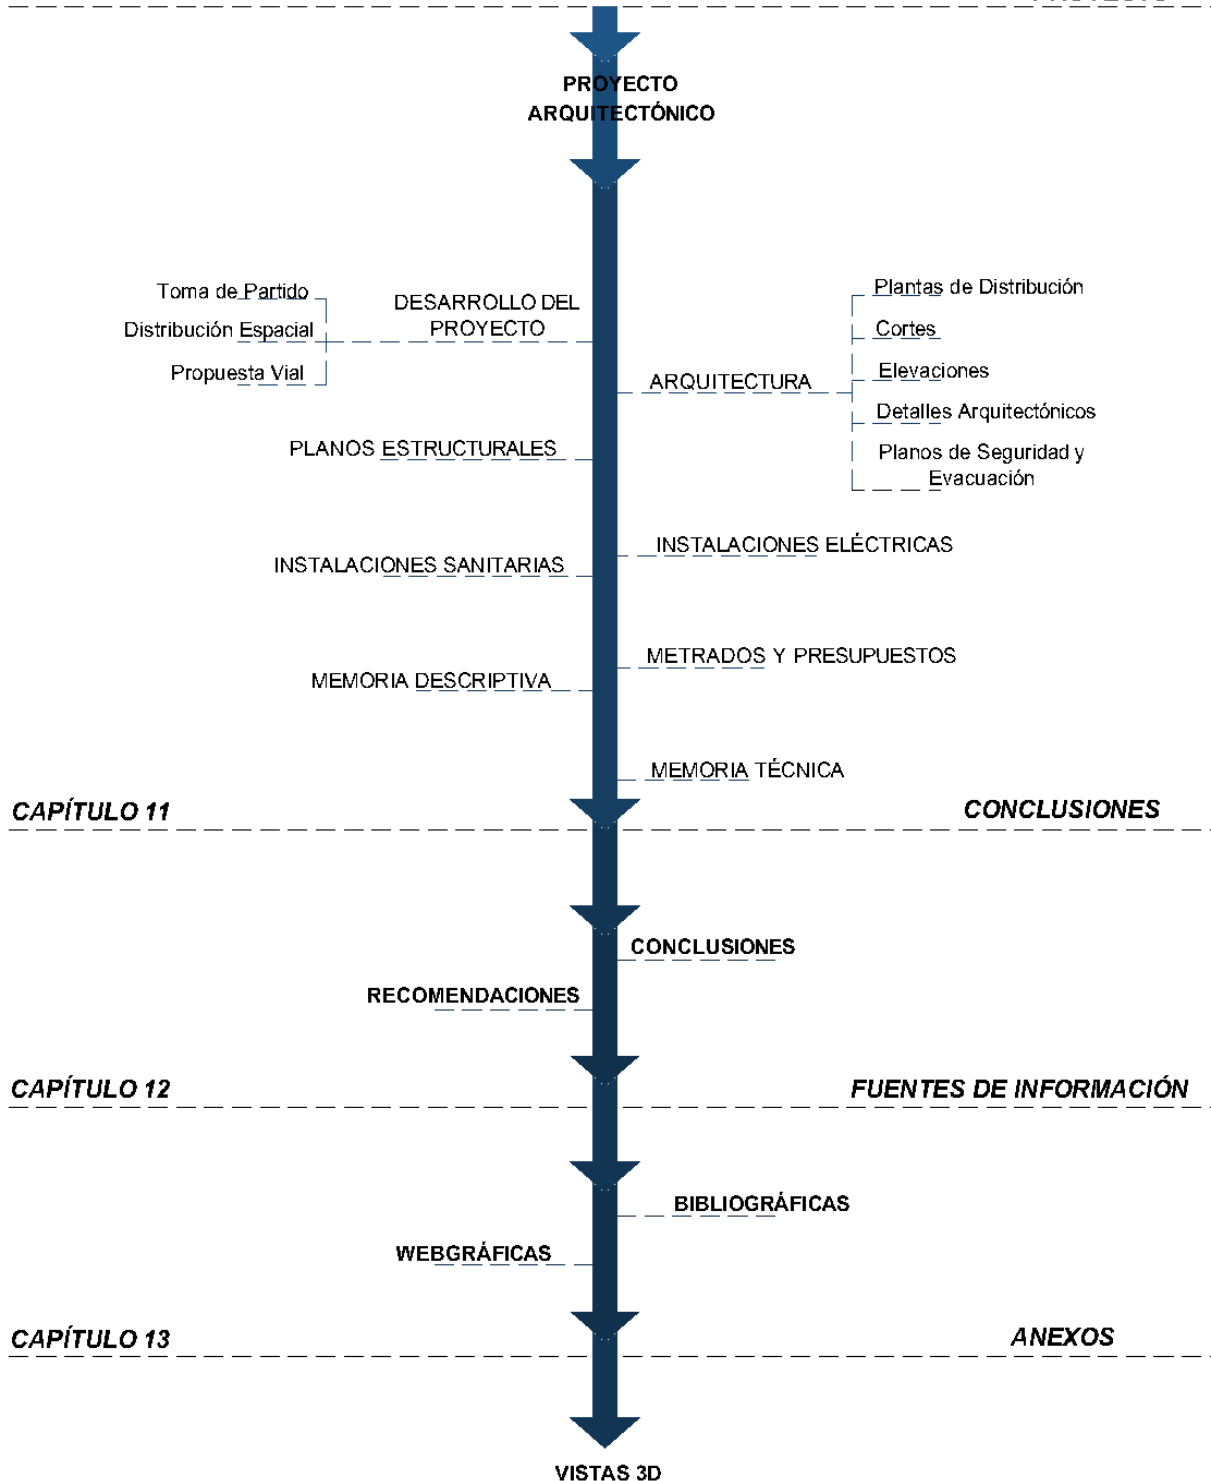 PROYECTO
ARQUITECTÓNICO
Toma de Partido
Distribución Espacial
Propuesta Vial
DESARROLLO DEL
PROYECTO
ARQUITECTURA
Plantas de Distribución
Cortes
Elevaciones
Detalles Arquitectónicos
Planos de Seguridad y
Evacuación
PLANOS ESTRUCTURALES
INSTALACIONES ELÉCTRICAS
INSTALACIONES SANITARIAS
METRADOS Y PRESUPUESTOS
MEMORIA DESCRIPTIVA
MEMORIA TÉCNICA
CAPÍTULO 11
CONCLUSIONES
CONCLUSIONES
RECOMENDACIONES
CAPÍTULO 12
FUENTES DE INFORMACIÓN
BIBLIOGRÁFICAS
WEBGRÁFICAS
CAPÍTULO 13
ANEXOS
VISTAS 3D